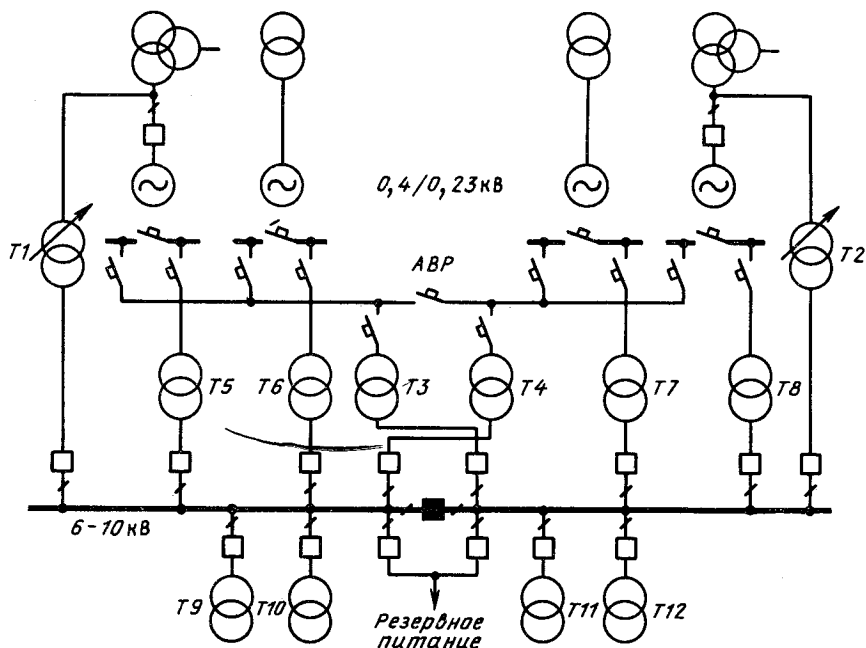 0,4/0,23кв
T1
АВР
T2
T5
T6
T3
T4
T7
T8
6-10кв
T9
T10
T11
T12
Резервное
питание